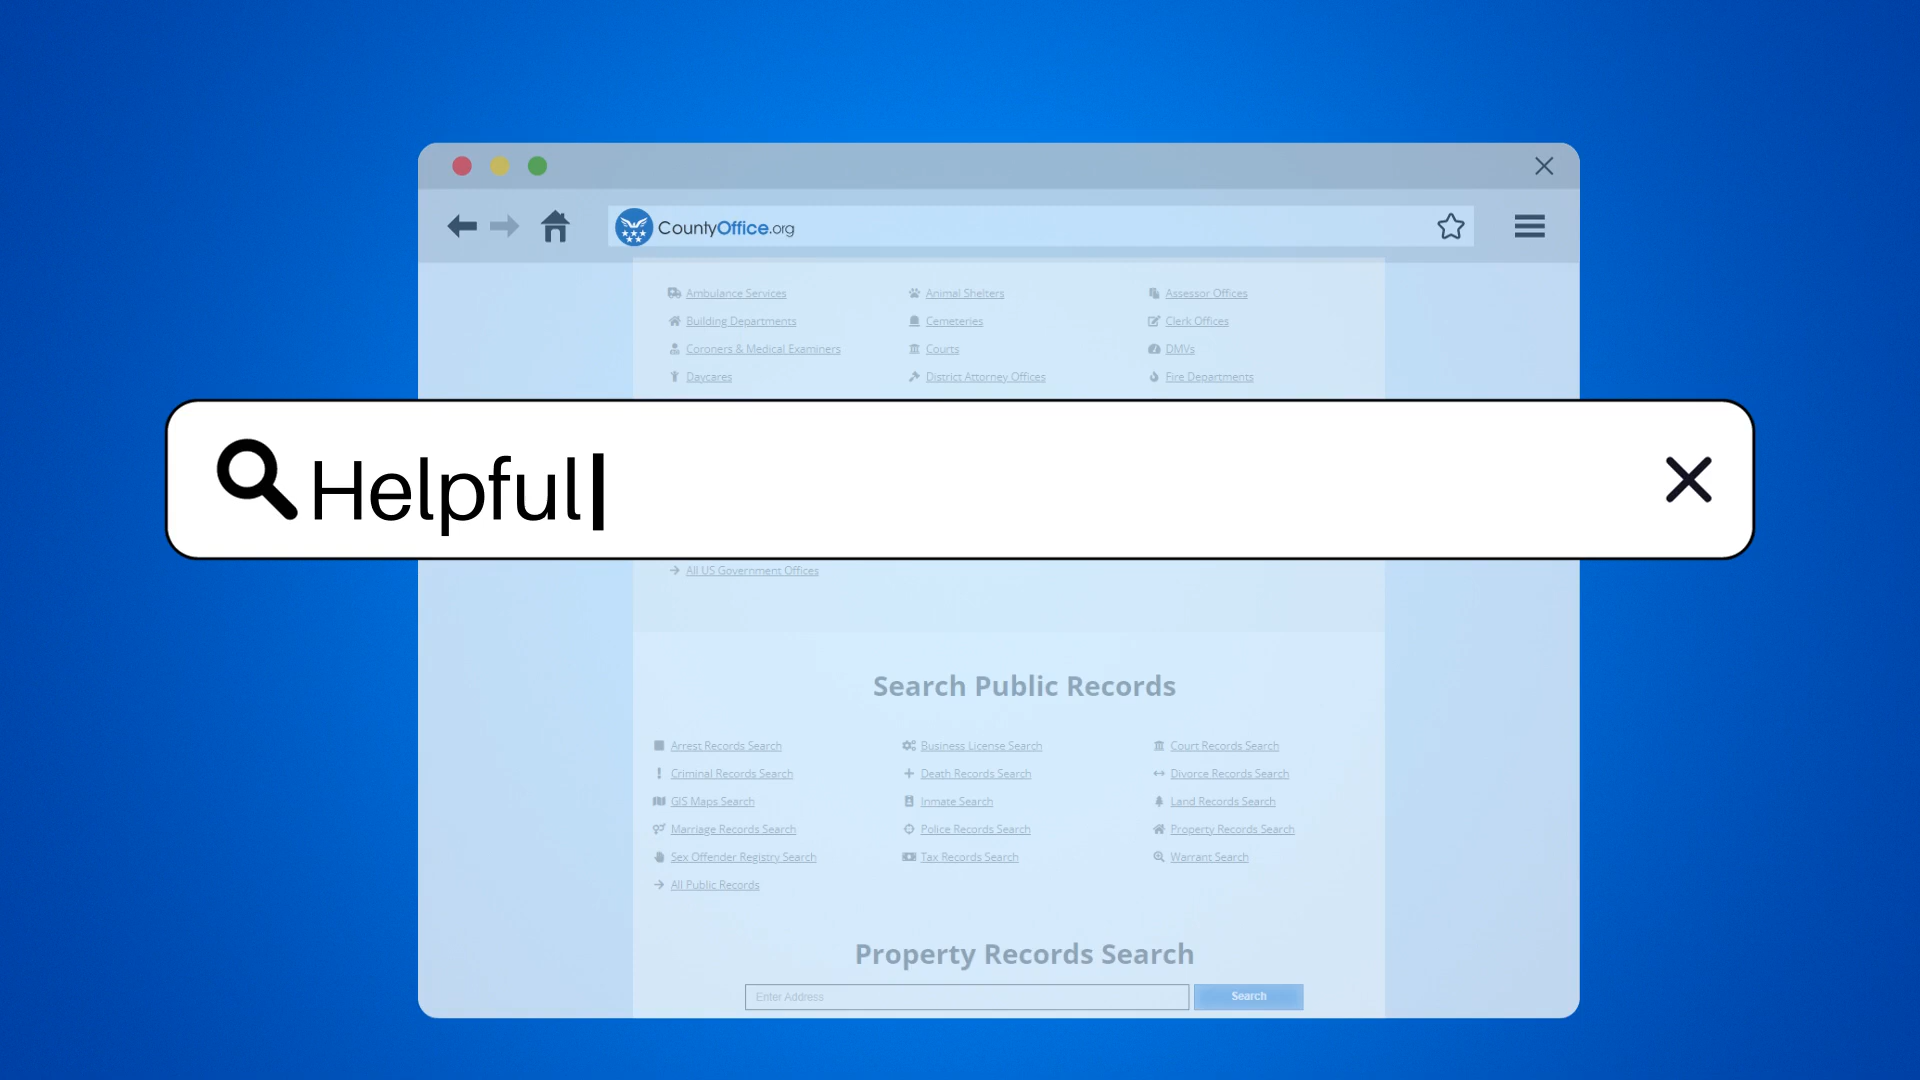 CountyOffice.org
Ambulance Services Animal Shelters Assessor Offices
Building Departments Cemeteries Clerk Offices
Coroners & Medical Examiners Courts DMVs
Daycares District Attorney Offices Fire Departments
Helpful
All US Government Offices
Search Public Records
Arrest Records Search Business License Search Court Records Search
Criminal Records Search Death Records Search Divorce Records Search
GIS Maps Search Inmate Search Land Records Search
Marriage Records Search Police Records Search Property Records Search
Sex Offender Registry Search Tax Records Search Warrant Search
All Public Records
Property Records Search
Enter Address Search